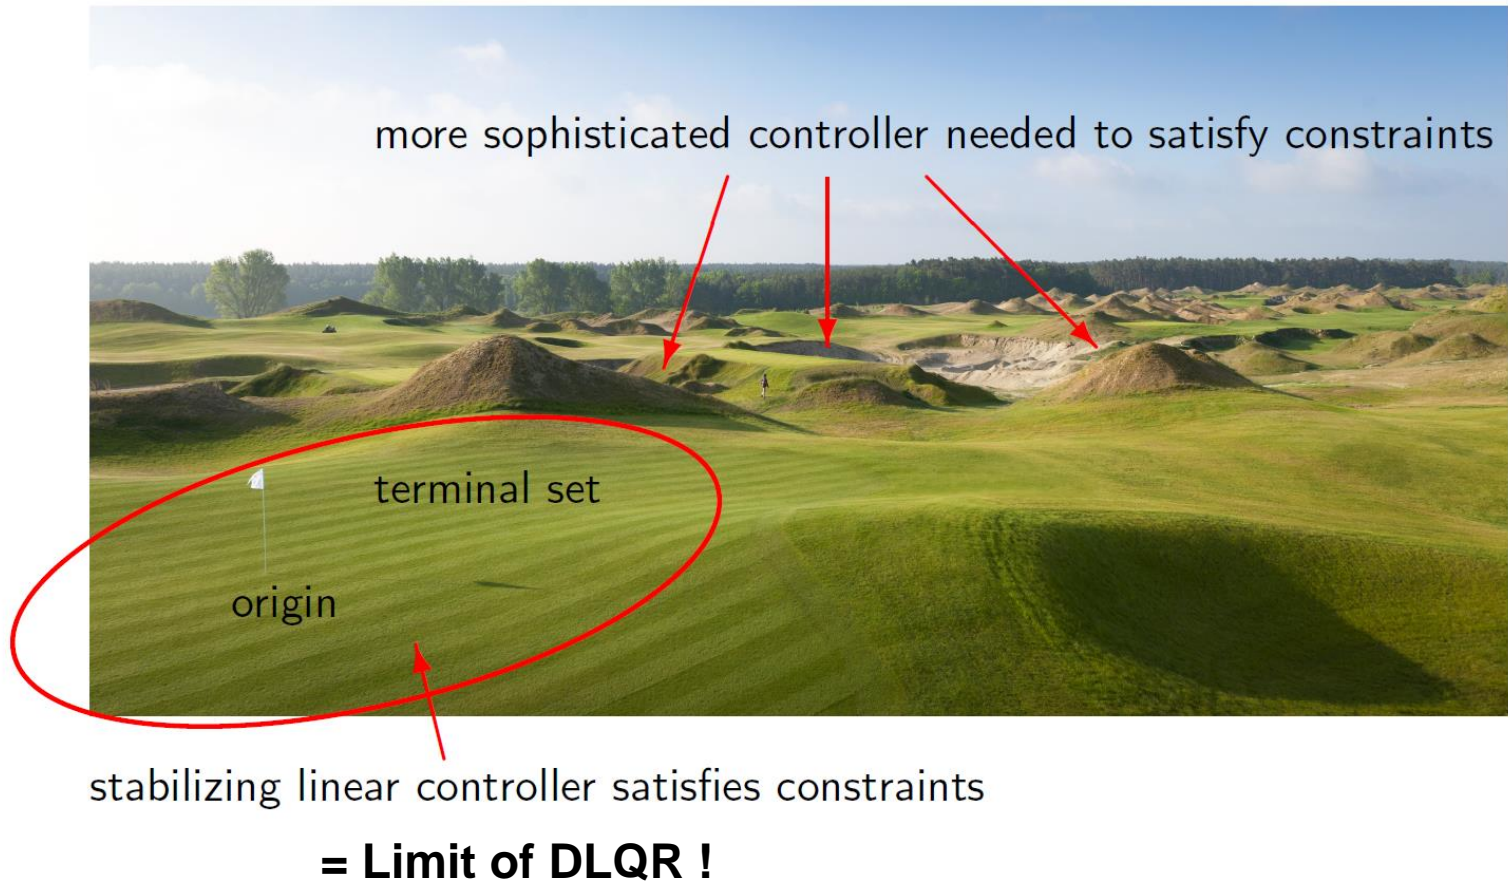 more sophisticated controller needed to satisfy constraints
terminal set
origin
stabilizing linear controller satisfies constraints
= Limit of DLQR !